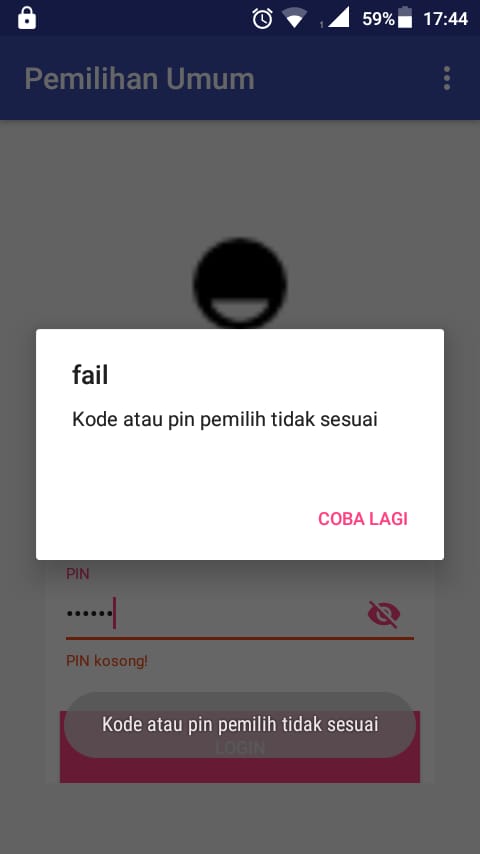 1 59% 17:44
Pemilihan Umum
fail
Kode atau pin pemilih tidak sesuai
COBA LAGI
PIN
••••••
PIN kosong!
Kode atau pin pemilih tidak sesuai
LOGIN